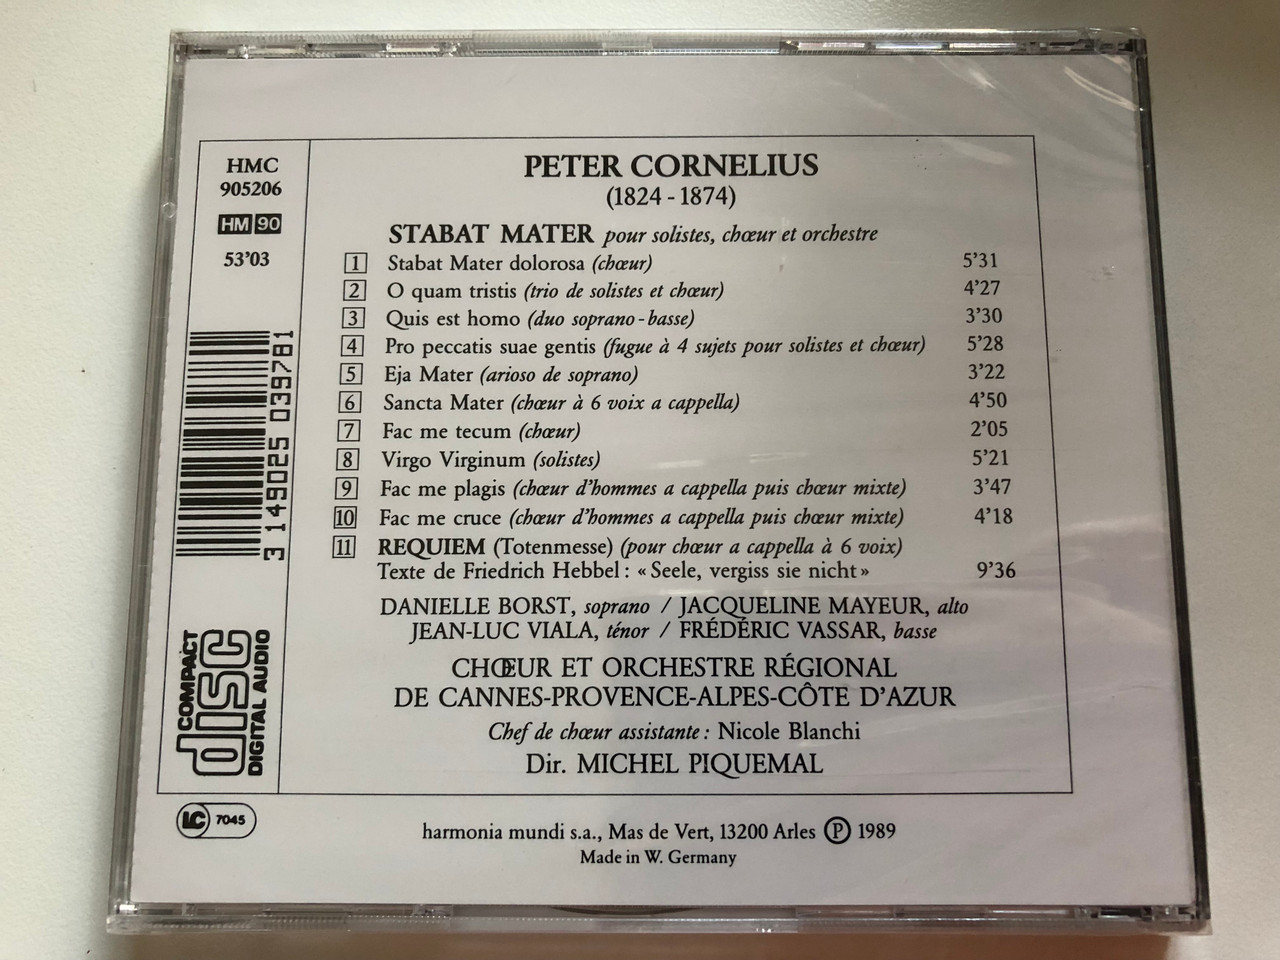 HMC
905206
HM 90
53'03
3 149025 039781
COMPACT
disc
DIGITAL AUDIO
PETER CORNELIUS
(1824 - 1874)
STABAT MATER pour solistes, chœur et orchestre
1 Stabat Mater dolorosa (chœur) 5'31
2 O quam tristis (trio de solistes et chœur) 4'27
3 Quis est homo (duo soprano - basse) 3'30
4 Pro peccatis suae gentis (fugue à 4 sujets pour solistes et chœur) 5'28
5 Eja Mater (arioso de soprano) 3'22
6 Sancta Mater (chœur à 6 voix a cappella) 4'50
7 Fac me tecum (chœur) 2'05
8 Virgo Virginum (solistes) 5'21
9 Fac me plagis (chœur d'hommes a cappella puis chœur mixte) 3'47
10 Fac me cruce (chœur d'hommes a cappella puis chœur mixte) 4'18
11 REQUIEM (Totenmesse) (pour chœur a cappella à 6 voix)
Texte de Friedrich Hebbel : « Seele, vergiss sie nicht » 9'36
DANIELLE BORST, soprano / JACQUELINE MAYEUR, alto
JEAN-LUC VIALA, ténor / FRÉDÉRIC VASSAR, basse
CHŒUR ET ORCHESTRE RÉGIONAL
DE CANNES-PROVENCE-ALPES-CÔTE D'AZUR
Chef de chœur assistante : Nicole Blanchi
Dir. MICHEL PIQUEMAL
LC 7045
harmonia mundi s.a., Mas de Vert, 13200 Arles Ⓟ 1989
Made in W. Germany